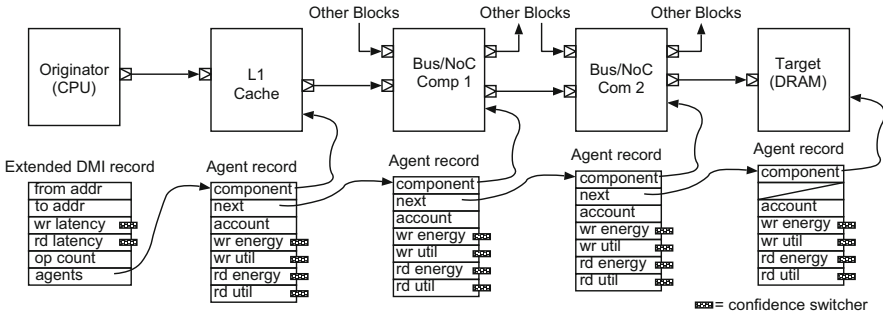 Other Blocks
Other Blocks
Other Blocks
Other Blocks
Originator
(CPU)
L1
Cache
Bus/NoC
Comp 1
Bus/NoC
Com 2
Target
(DRAM)
Extended DMI record
from addr
to addr
wr latency
rd latency
op count
agents
Agent record
component
next
account
wr energy
wr util
rd energy
rd util
Agent record
component
next
account
wr energy
wr util
rd energy
rd util
Agent record
component
next
account
wr energy
wr util
rd energy
rd util
Agent record
component
account
wr energy
wr util
rd energy
rd util
= confidence switcher